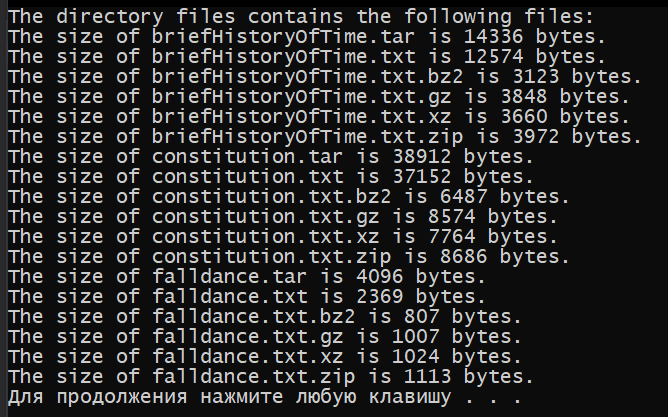 The directory files contains the following files:
The size of briefHistoryOfTime.tar is 14336 bytes.
The size of briefHistoryOfTime.txt is 12574 bytes.
The size of briefHistoryOfTime.txt.bz2 is 3123 bytes.
The size of briefHistoryOfTime.txt.gz is 3848 bytes.
The size of briefHistoryOfTime.txt.xz is 3660 bytes.
The size of briefHistoryOfTime.txt.zip is 3972 bytes.
The size of constitution.tar is 38912 bytes.
The size of constitution.txt is 37152 bytes.
The size of constitution.txt.bz2 is 6487 bytes.
The size of constitution.txt.gz is 8574 bytes.
The size of constitution.txt.xz is 7764 bytes.
The size of constitution.txt.zip is 8686 bytes.
The size of falldance.tar is 4096 bytes.
The size of falldance.txt is 2369 bytes.
The size of falldance.txt.bz2 is 807 bytes.
The size of falldance.txt.gz is 1007 bytes.
The size of falldance.txt.xz is 1024 bytes.
The size of falldance.txt.zip is 1113 bytes.
Для продолжения нажмите любую клавишу . . .